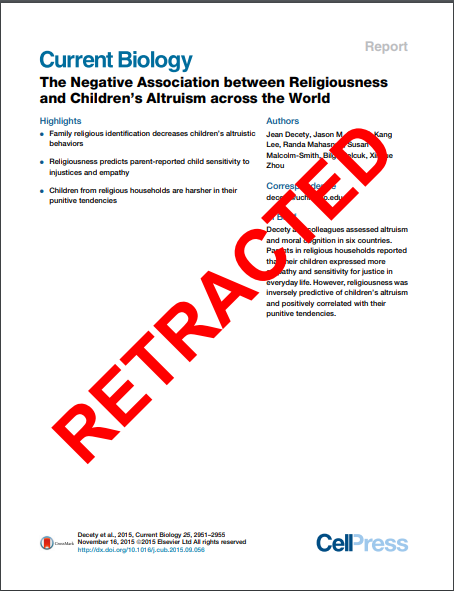 Report
Current Biology
The Negative Association between Religiousness
and Children's Altruism across the World
Highlights
• Family religious identification decreases children's altruistic
behaviors
• Religiousness predicts parent-reported child sensitivity to
injustices and empathy
• Children from religious households are harsher in their
punitive tendencies
Authors
Jean Decety, Jason M. Kang
Lee, Randa Susan
Malcolm-Smith,
Zhou
Correspondence
In Brief
Decety and colleagues assessed altruism
and moral cognition in six countries.
Parents in religious households reported
that their children expressed more
empathy and sensitivity for justice in
everyday life. However, religiousness was
inversely predictive of children's altruism
and positively correlated with their
punitive tendencies.
RETRACTED
CrossMark
Decety et al., 2015, Current Biology 25, 2951–2955
November 16, 2015 ©2015 Elsevier Ltd All rights reserved
http://dx.doi.org/10.1016/j.cub.2015.09.056
CellPress